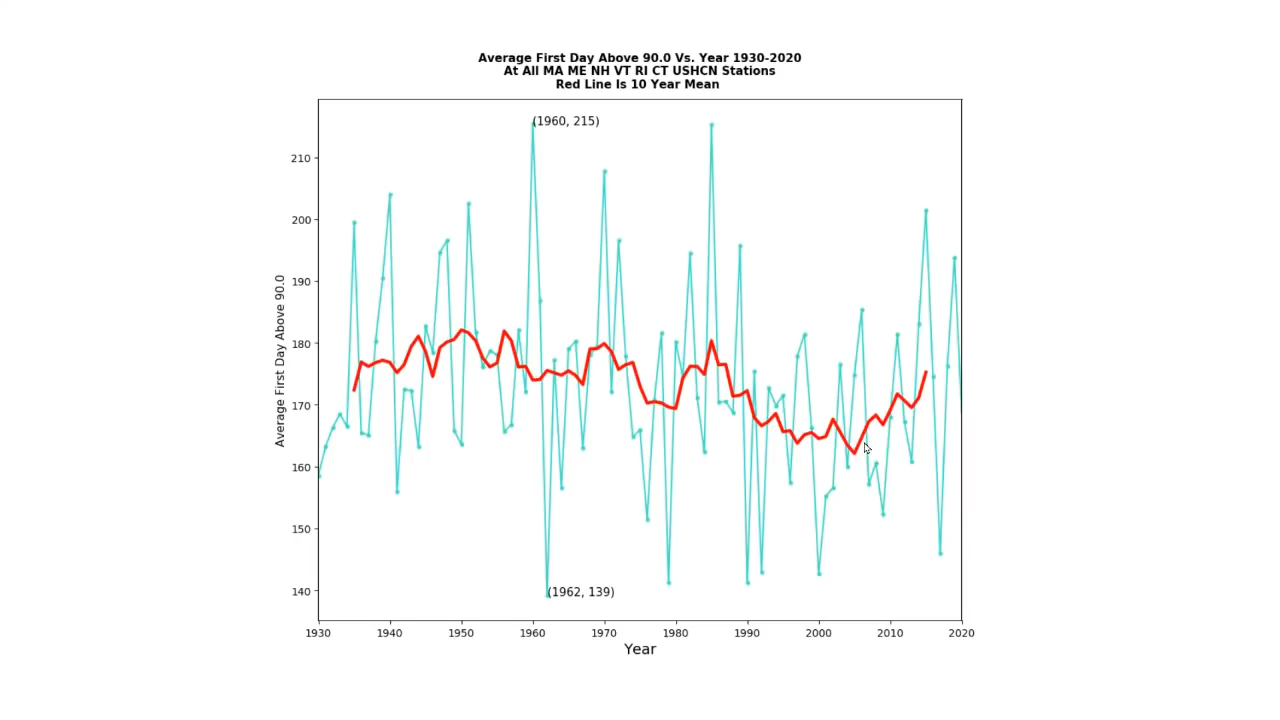 Average First Day Above 90.0 Vs. Year 1930-2020
At All MA ME NH VT RI CT USHCN Stations
Red Line Is 10 Year Mean
(1960, 215)
210
200
190
180
170
160
150
140
Average First Day Above 90.0
(1962, 139)
1930 1940 1950 1960 1970 1980 1990 2000 2010 2020
Year